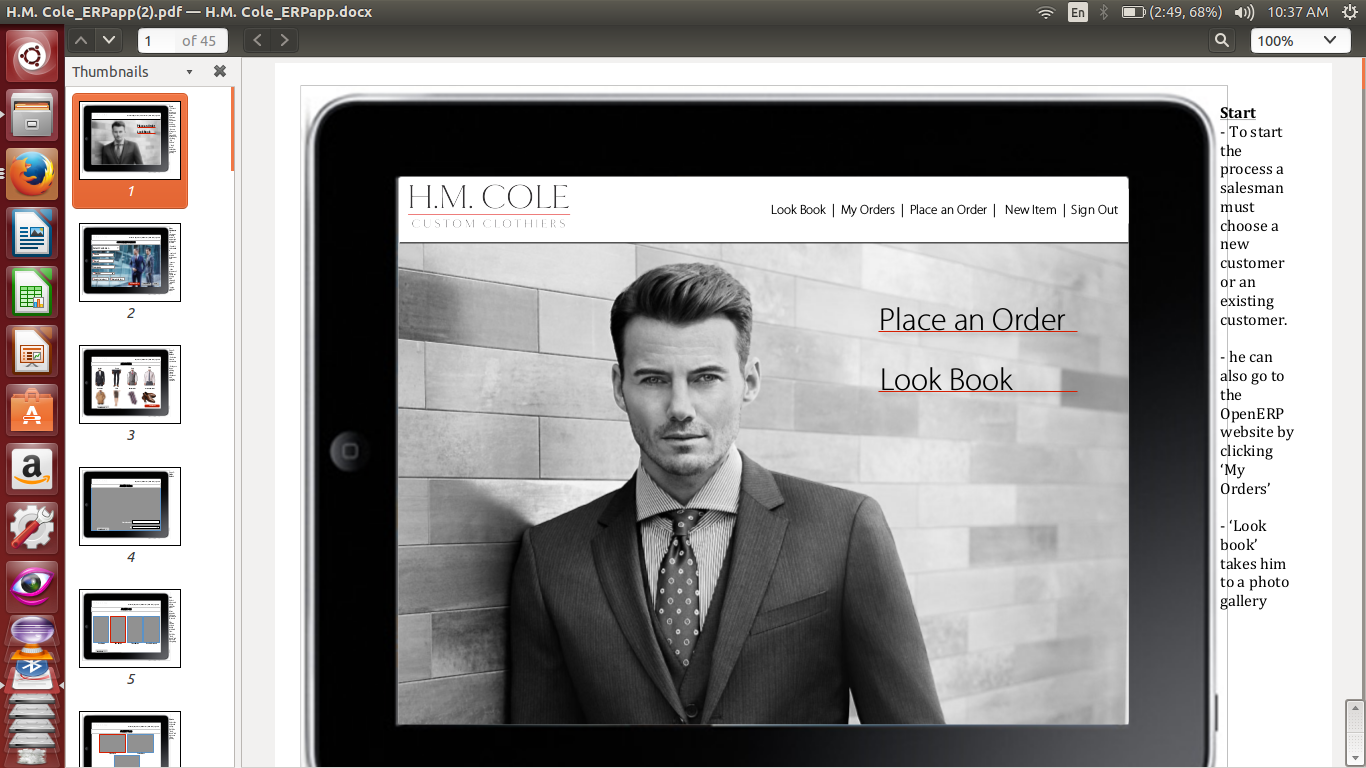 H.M. Cole_ERPapp(2).pdf — H.M. Cole_ERPapp.docx
En
(2:49, 68%)
10:37 AM
1 of 45
100%
Thumbnails
1
2
3
4
5
H.M. COLE
CUSTOM CLOTHIERS
Look Book | My Orders | Place an Order | New Item | Sign Out
Place an Order
Look Book
Start
- To start
the
process a
salesman
must
choose a
new
customer
or an
existing
customer.
- he can
also go to
the
OpenERP
website by
clicking
‘My
Orders’
- ‘Look
book’
takes him
to a photo
gallery